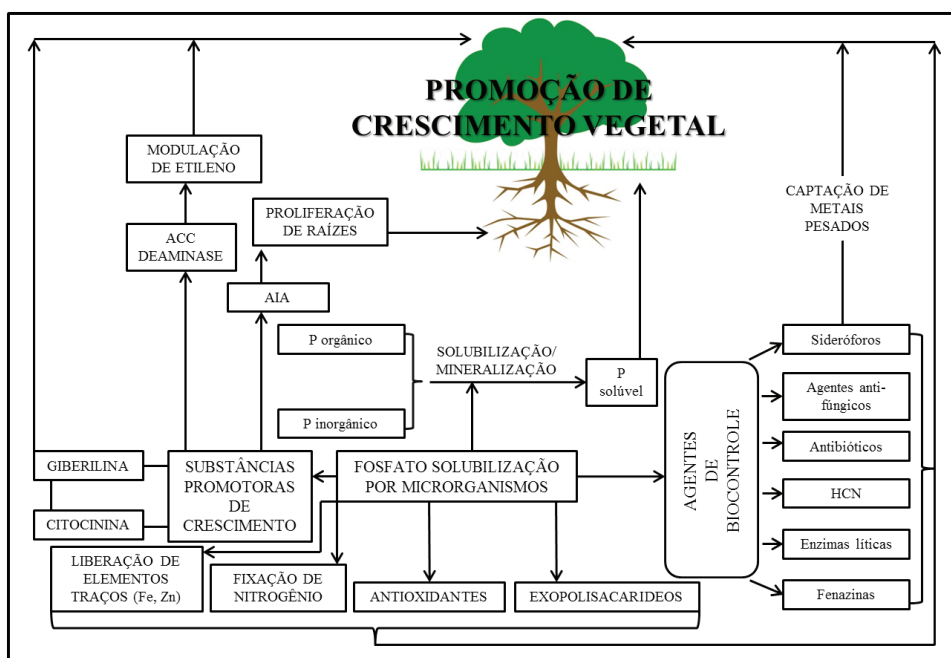 PROMOÇÃO DE
CRESCIMENTO VEGETAL
MODULAÇÃO
DE ETILENO
CAPTAÇÃO DE
METAIS
PESADOS
PROLIFERAÇÃO
DE RAÍZES
ACC
DEAMINASE
AIA
P orgânico
SOLUBILIZAÇÃO/
MINERALIZAÇÃO
P
solúvel
P inorgânico
Sideróforos
Agentes anti-
fúngicos
Antibióticos
HCN
Enzimas líticas
Fenazinas
AGENTES
DE
BIOCONTROLE
GIBERILINA
CITOCININA
SUBSTÂNCIAS
PROMOTORAS
DE
CRESCIMENTO
FOSFATO SOLUBILIZAÇÃO
POR MICRORGANISMOS
LIBERAÇÃO DE
ELEMENTOS
TRAÇOS (Fe, Zn)
FIXAÇÃO DE
NITROGÊNIO
ANTIOXIDANTES
EXOPOLISACARIDEOS